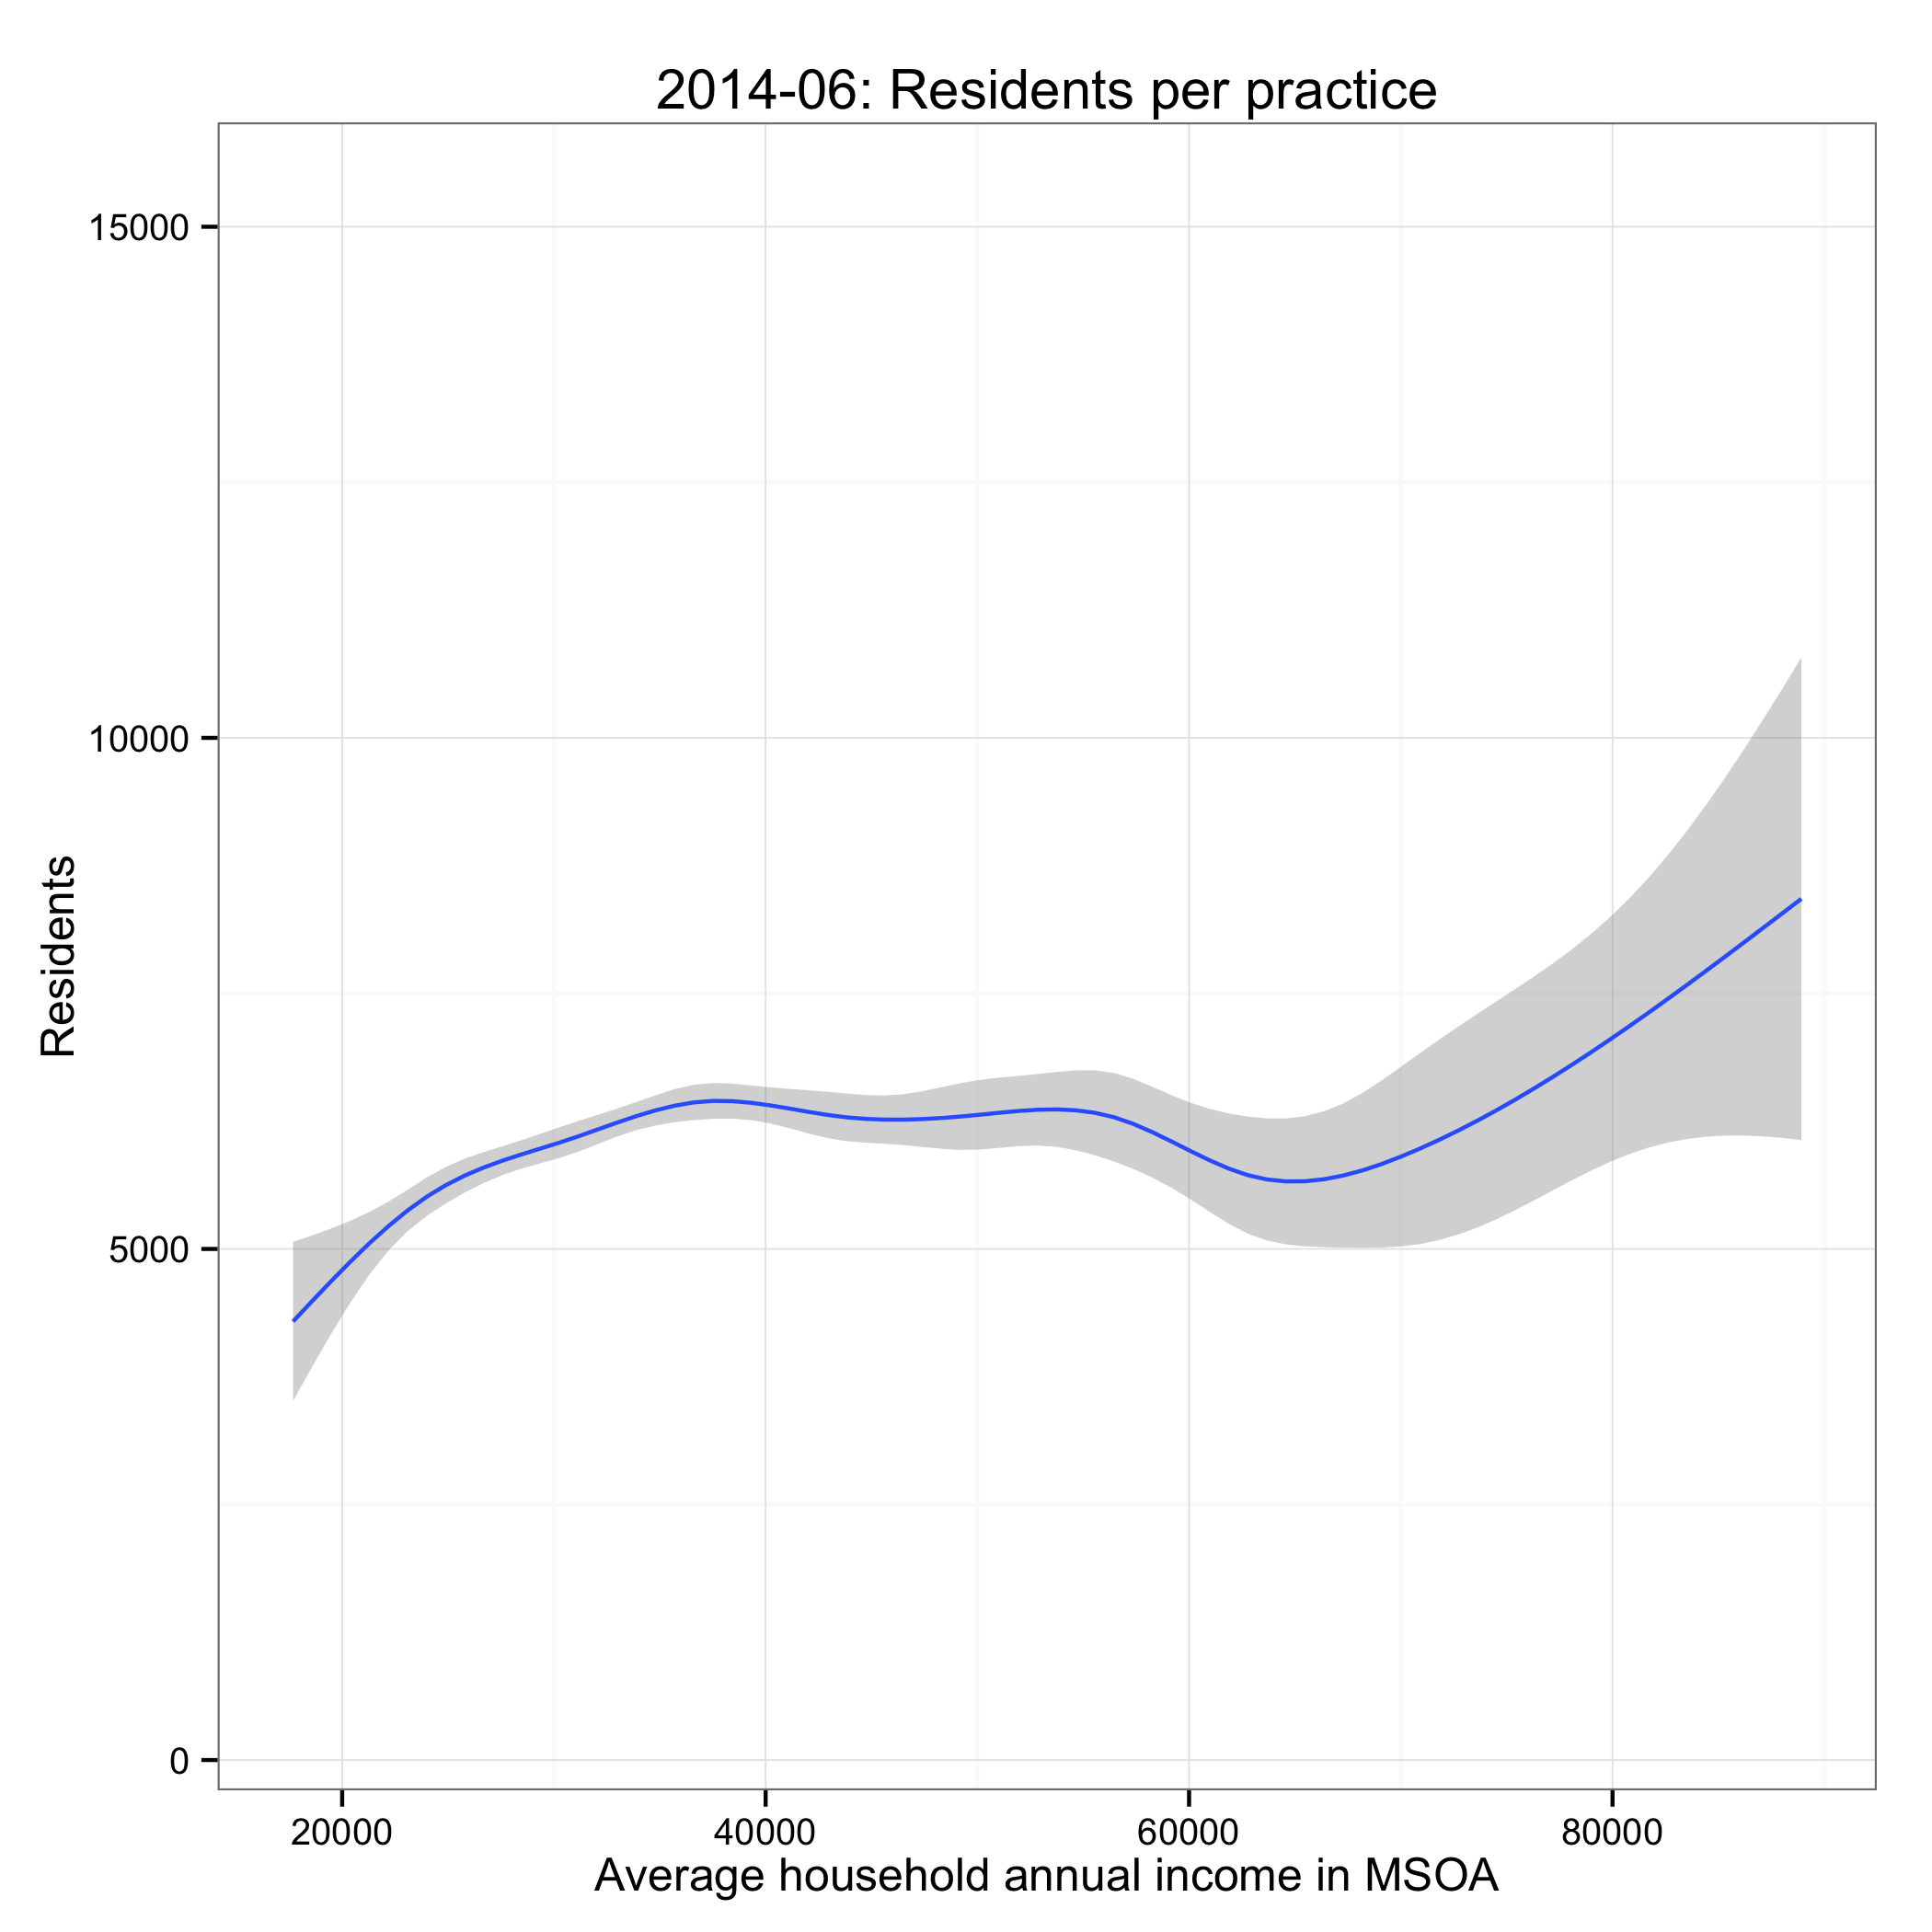 2014-06: Residents per practice
15000
10000
5000
0
Residents
20000 40000 60000 80000
Average household annual income in MSOA